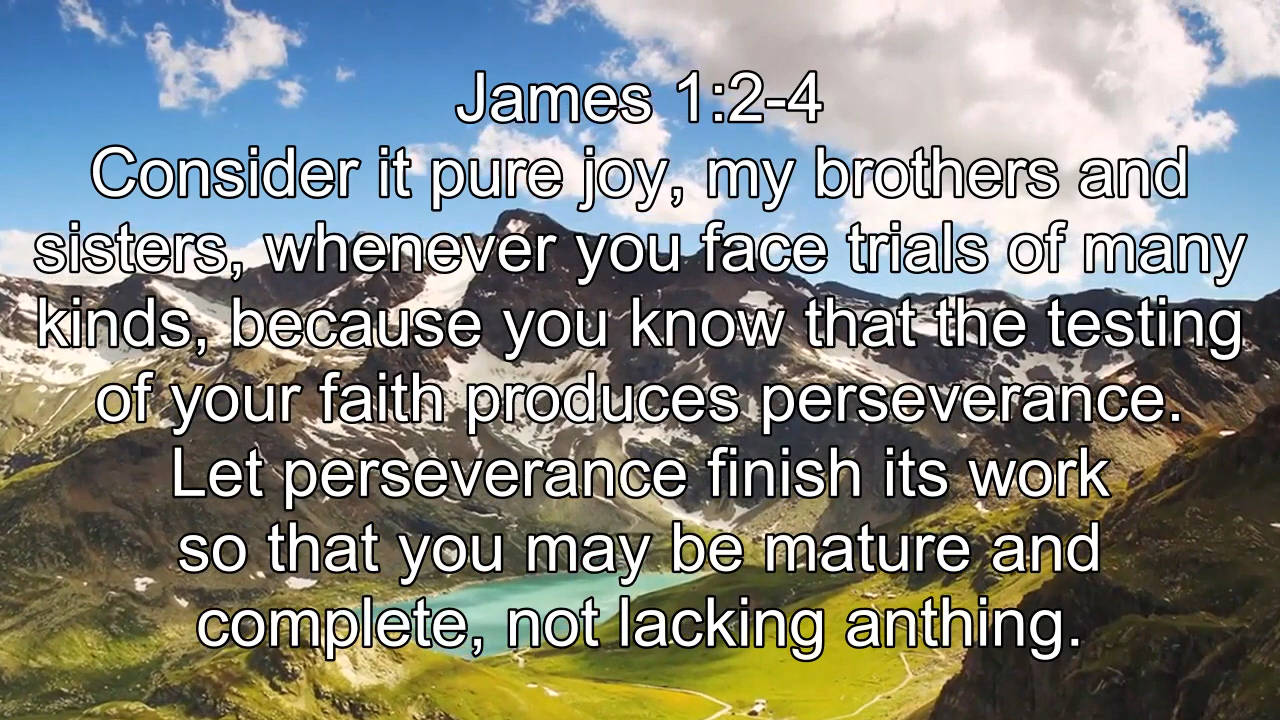 James 1:2-4
Consider it pure joy, my brothers and
sisters, whenever you face trials of many
kinds, because you know that the testing
of your faith produces perseverance.
Let perseverance finish its work
so that you may be mature and
complete, not lacking anthing.